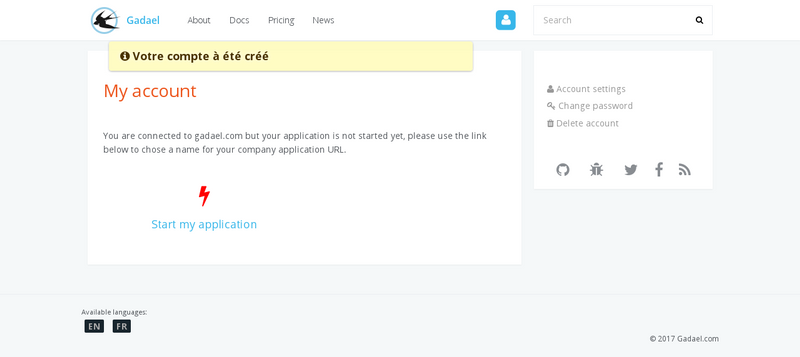 Gadael
About
Docs
Pricing
News
Search
Votre compte à été créé
My account
You are connected to gadael.com but your application is not started yet, please use the link
below to chose a name for your company application URL.
Start my application
Account settings
Change password
Delete account
Available languages:
EN FR
© 2017 Gadael.com